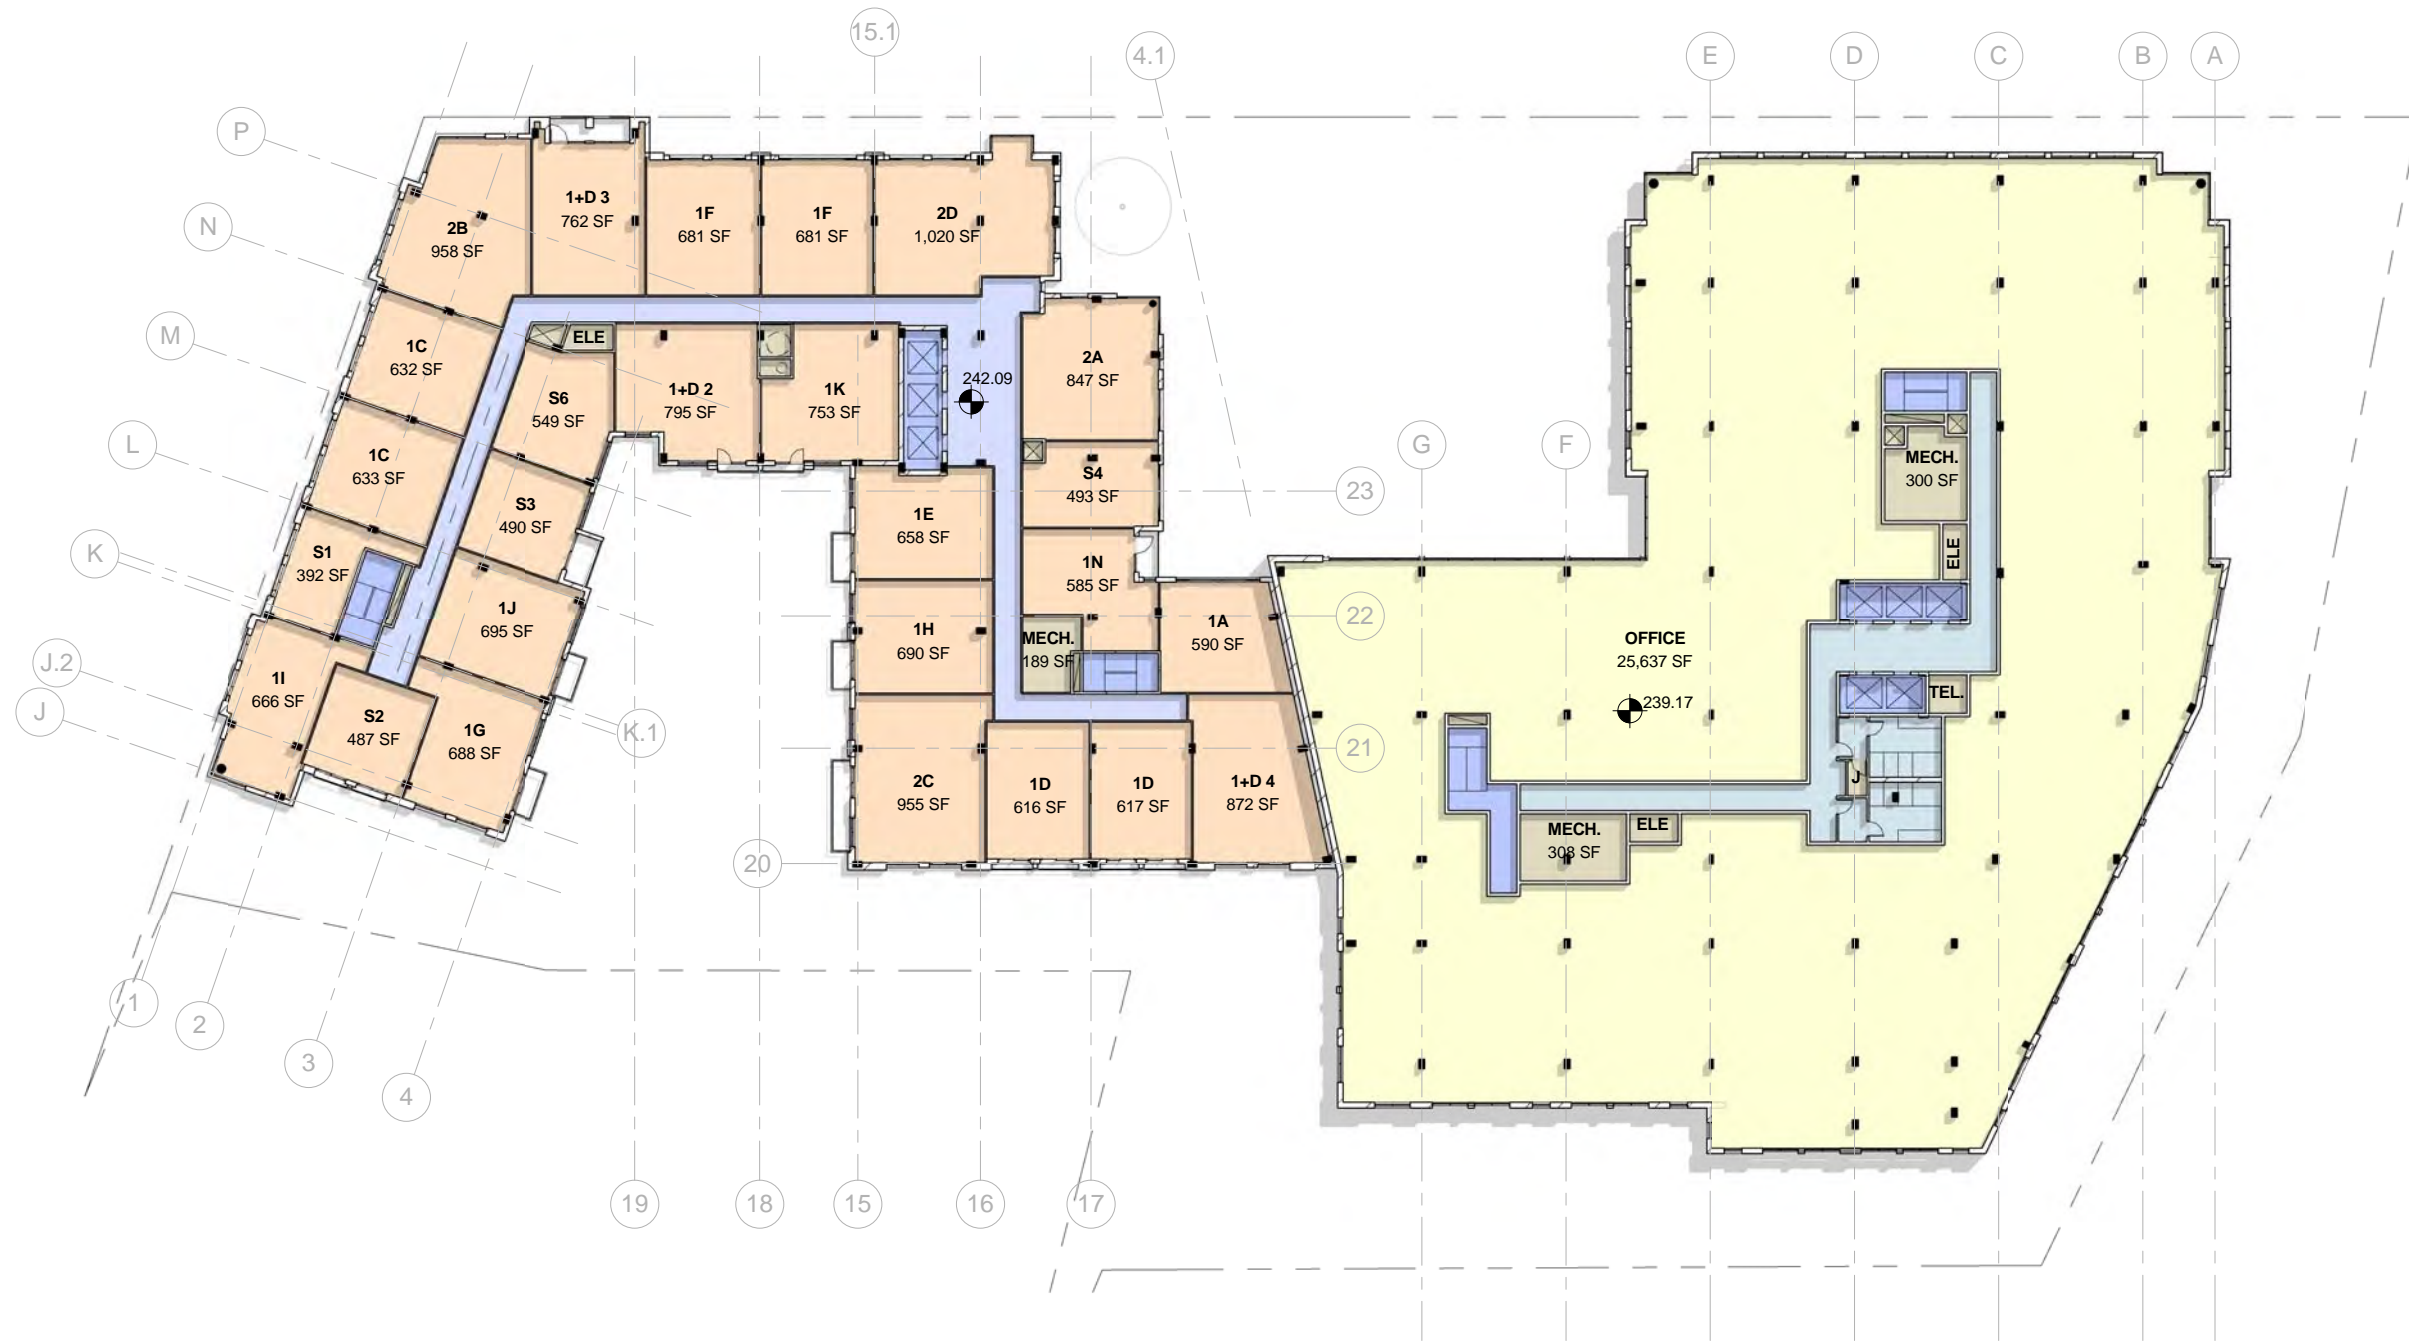 15.1
4.1
E
D
C
B
A
P
N
M
L
K
J.2
J
K.1
G
F
23
22
21
20
1
2
3
4
19
18
15
16
17
2B
958 SF
1+D 3
762 SF
1F
681 SF
1F
681 SF
2D
1,020 SF
1C
632 SF
ELE
S6
549 SF
1+D 2
795 SF
1K
753 SF
242.09
2A
847 SF
1C
633 SF
S3
490 SF
S4
493 SF
1E
658 SF
S1
392 SF
1J
695 SF
1N
585 SF
1H
690 SF
MECH.
189 SF
1A
590 SF
1I
666 SF
S2
487 SF
1G
688 SF
2C
955 SF
1D
616 SF
1D
617 SF
1+D 4
872 SF
MECH.
300 SF
ELE
OFFICE
25,637 SF
239.17
TEL.
J
MECH.
308 SF
ELE